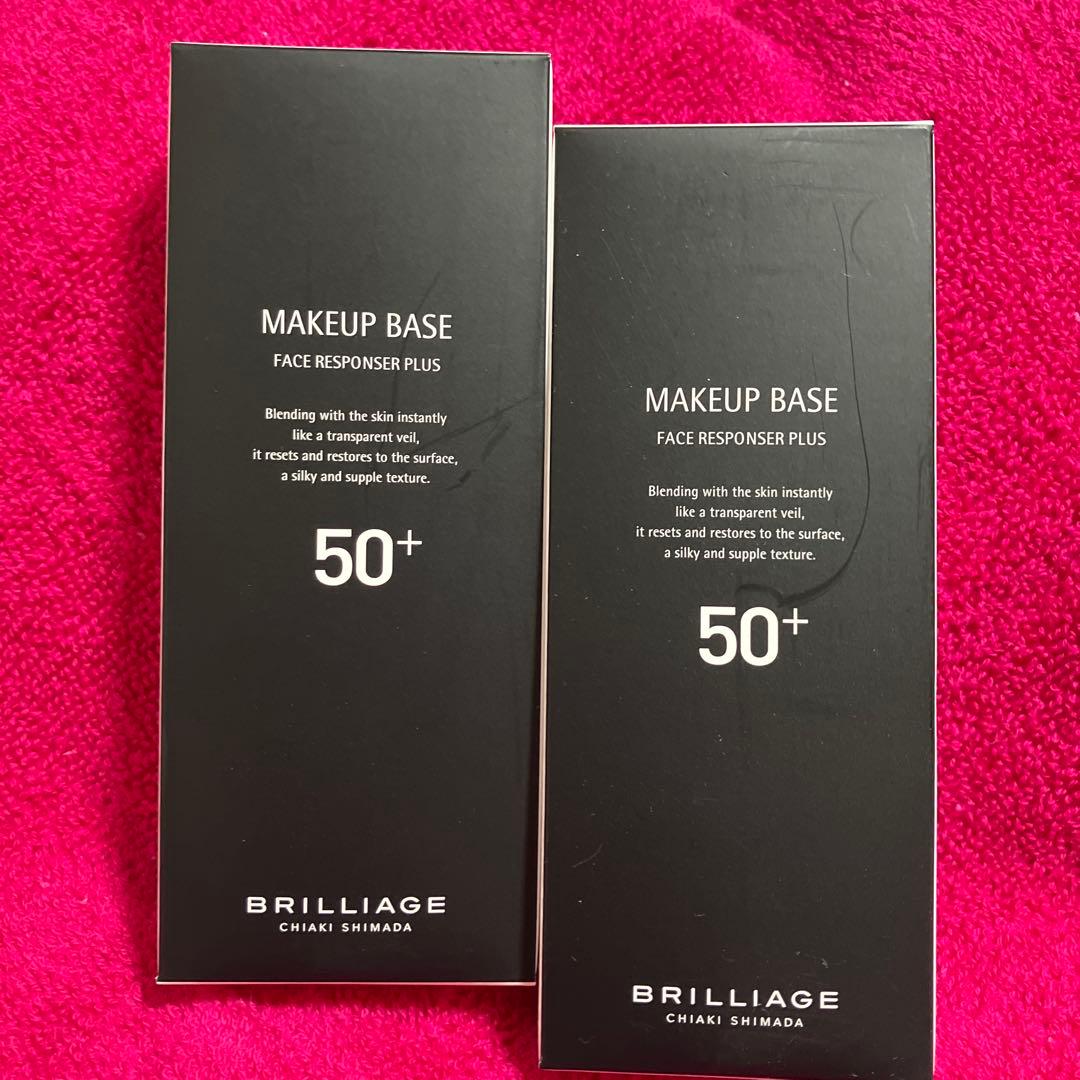 MAKEUP BASE
FACE RESPONSER PLUS
Blending with the skin instantly
like a transparent veil,
it resets and restores to the surface,
a silky and supple texture.
50+
BRILLIAGE
CHIAKI SHIMADA
MAKEUP BASE
FACE RESPONSER PLUS
Blending with the skin instantly
like a transparent veil,
it resets and restores to the surface,
a silky and supple texture.
50+
BRILLIAGE
CHIAKI SHIMADA